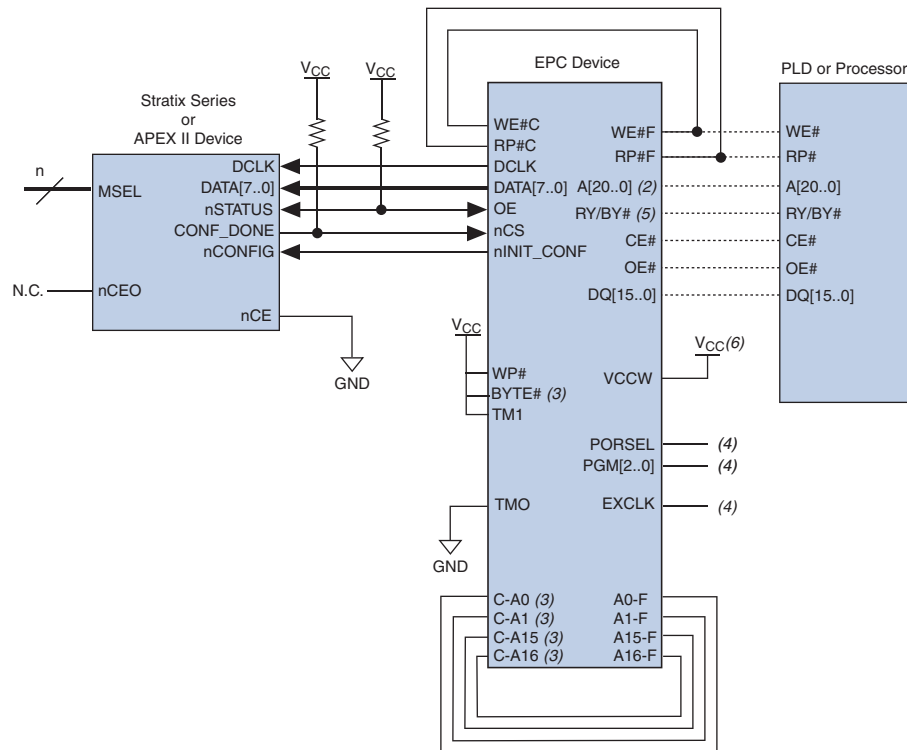 V_CC
V_CC
EPC Device
PLD or Processor
Stratix Series
or
APEX II Device
n
MSEL
DCLK
DATA[7..0]
nSTATUS
CONF_DONE
nCONFIG
N.C.
nCEO
nCE
GND
WE#C
RP#C
DCLK
DATA[7..0]
OE
nCS
nINIT_CONF
WE#F
RP#F
A[20..0] (2)
RY/BY# (5)
CE#
OE#
DQ[15..0]
WE#
RP#
A[20..0]
RY/BY#
CE#
OE#
DQ[15..0]
V_CC
WP#
BYTE# (3)
TM1
V_CC (6)
VCCW
PORSEL
(4)
PGM[2..0]
(4)
TMO
EXCLK
(4)
GND
C-A0 (3)
A0-F
C-A1 (3)
A1-F
C-A15 (3)
A15-F
C-A16 (3)
A16-F